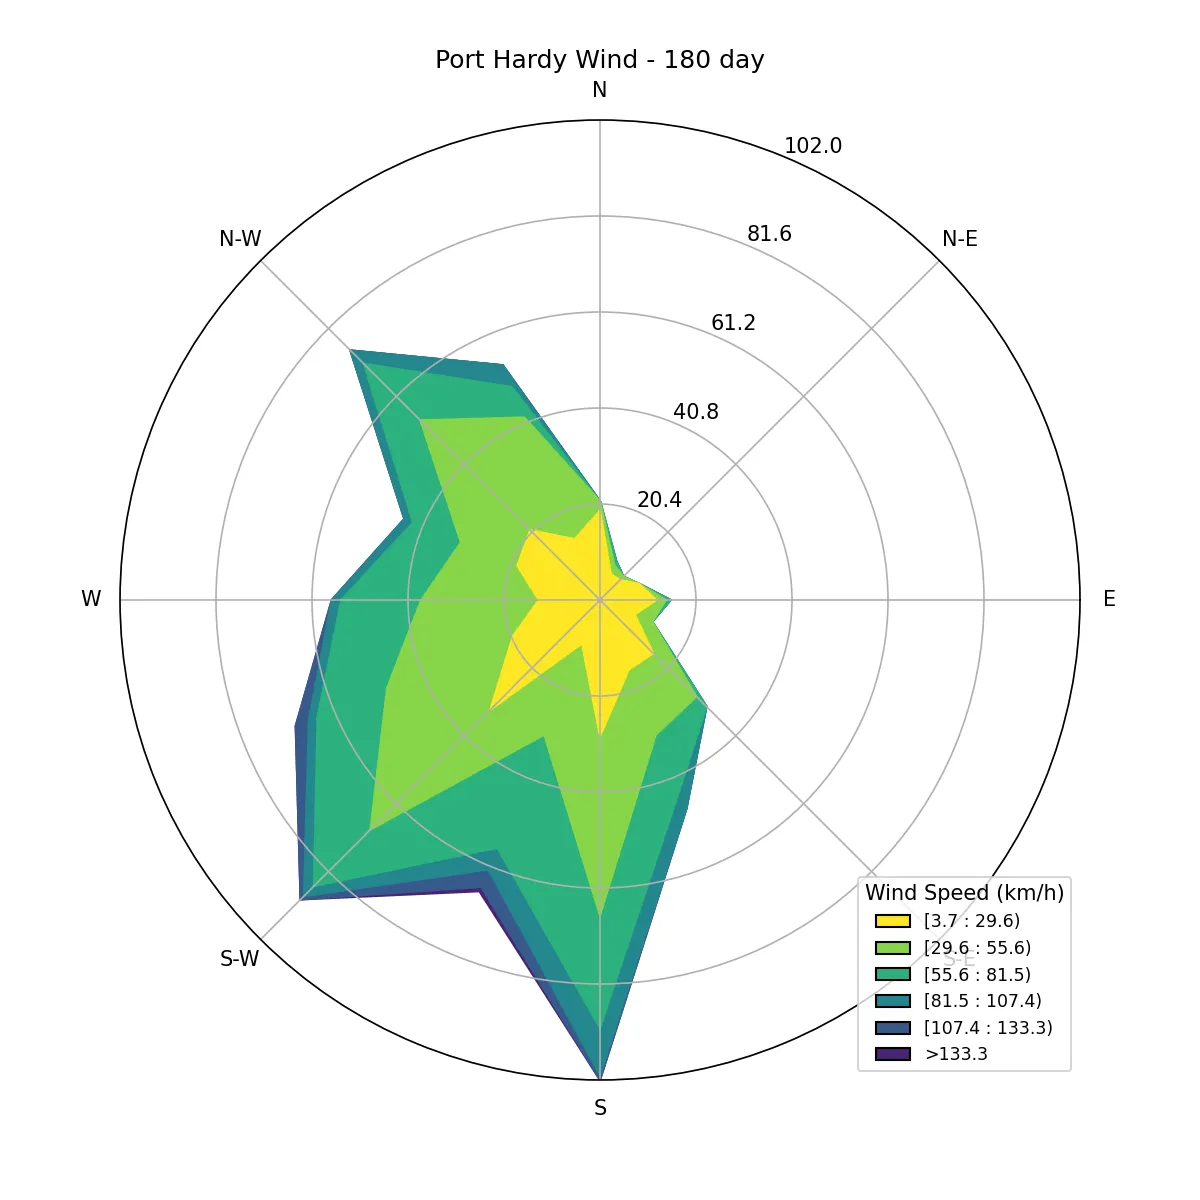 Port Hardy Wind - 180 day
N
102.0
N-W
81.6
N-E
61.2
40.8
20.4
W
E
S-W
S-E
S
Wind Speed (km/h)
[3.7 : 29.6)
[29.6 : 55.6)
[55.6 : 81.5)
[81.5 : 107.4)
[107.4 : 133.3)
>133.3